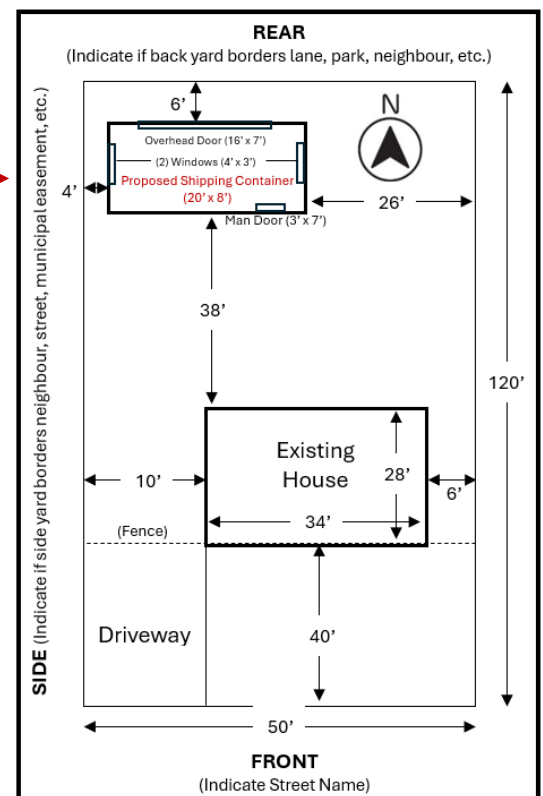 REAR
(Indicate if back yard borders lane, park, neighbour, etc.)
6’
N
Overhead Door (16’ x 7’)
(2) Windows (4’ x 3’)
Proposed Shipping Container
(20’ x 8’)
4’
26’
Man Door (3’ x 7’)
38’
120’
SIDE (Indicate if side yard borders neighbour, street, municipal easement, etc.)
Existing
House
28’
10’
6’
34’
(Fence)
Driveway
40’
50’
FRONT
(Indicate Street Name)